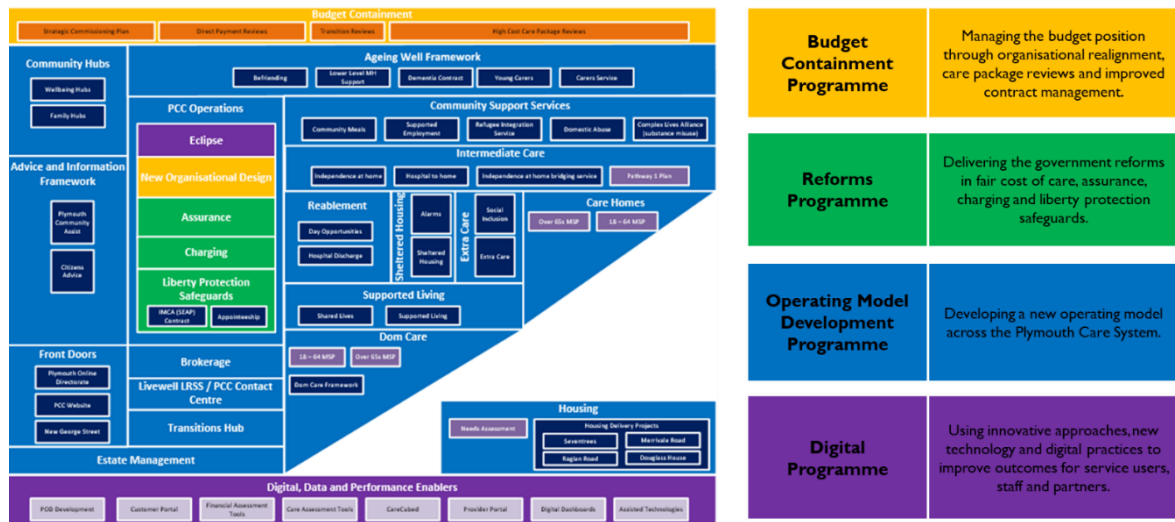 Budget Containment
Strategic Commissioning Plan
Direct Payment Reviews
Transition Reviews
High Cost Care Package Reviews
Community Hubs
Wellbeing Hubs
Family Hubs
Ageing Well Framework
Befriending
Lower Level MH
Support
Dementia Contract
Young Carers
Carers Service
PCC Operations
Eclipse
New Organisational Design
Assurance
Charging
Liberty Protection
Safeguards
IMCA (SEAP)
Contract
Appointeeship
Community Support Services
Community Meals
Supported
Employment
Refugee Integration
Service
Domestic Abuse
Complex Lives Alliance
(substance misuse)
Intermediate Care
Independence at home
Hospital to home
Independence at home bridging service
Pathway 1 Plan
Advice and Information
Framework
Plymouth
Community
Assist
Citizens
Advice
Reablement
Day Opportunities
Hospital Discharge
Sheltered Housing
Alarms
Sheltered
Housing
Extra Care
Social
Inclusion
Extra Care
Care Homes
Over 65s MSP
18 – 64 MSP
Supported Living
Shared Lives
Supported Living
Dom Care
18 – 64 MSP
Over 65s MSP
Dom Care Framework
Front Doors
Plymouth Online
Directorate
PCC Website
New George Street
Brokerage
Livewell LRSS / PCC Contact
Centre
Transitions Hub
Estate Management
Housing
Needs Assessment
Housing Delivery Projects
Seventrees
Merrivale Road
Raglan Road
Douglass House
Digital, Data and Performance Enablers
POD Development
Customer Portal
Financial Assessment
Tools
Care Assessment Tools
CareCubed
Provider Portal
Digital Dashboards
Assisted Technologies
Budget
Containment
Programme
Managing the budget position
through organisational realignment,
care package reviews and improved
contract management.
Reforms
Programme
Delivering the government reforms
in fair cost of care, assurance,
charging and liberty protection
safeguards.
Operating Model
Development
Programme
Developing a new operating model
across the Plymouth Care System.
Digital
Programme
Using innovative approaches, new
technology and digital practices to
improve outcomes for service users,
staff and partners.